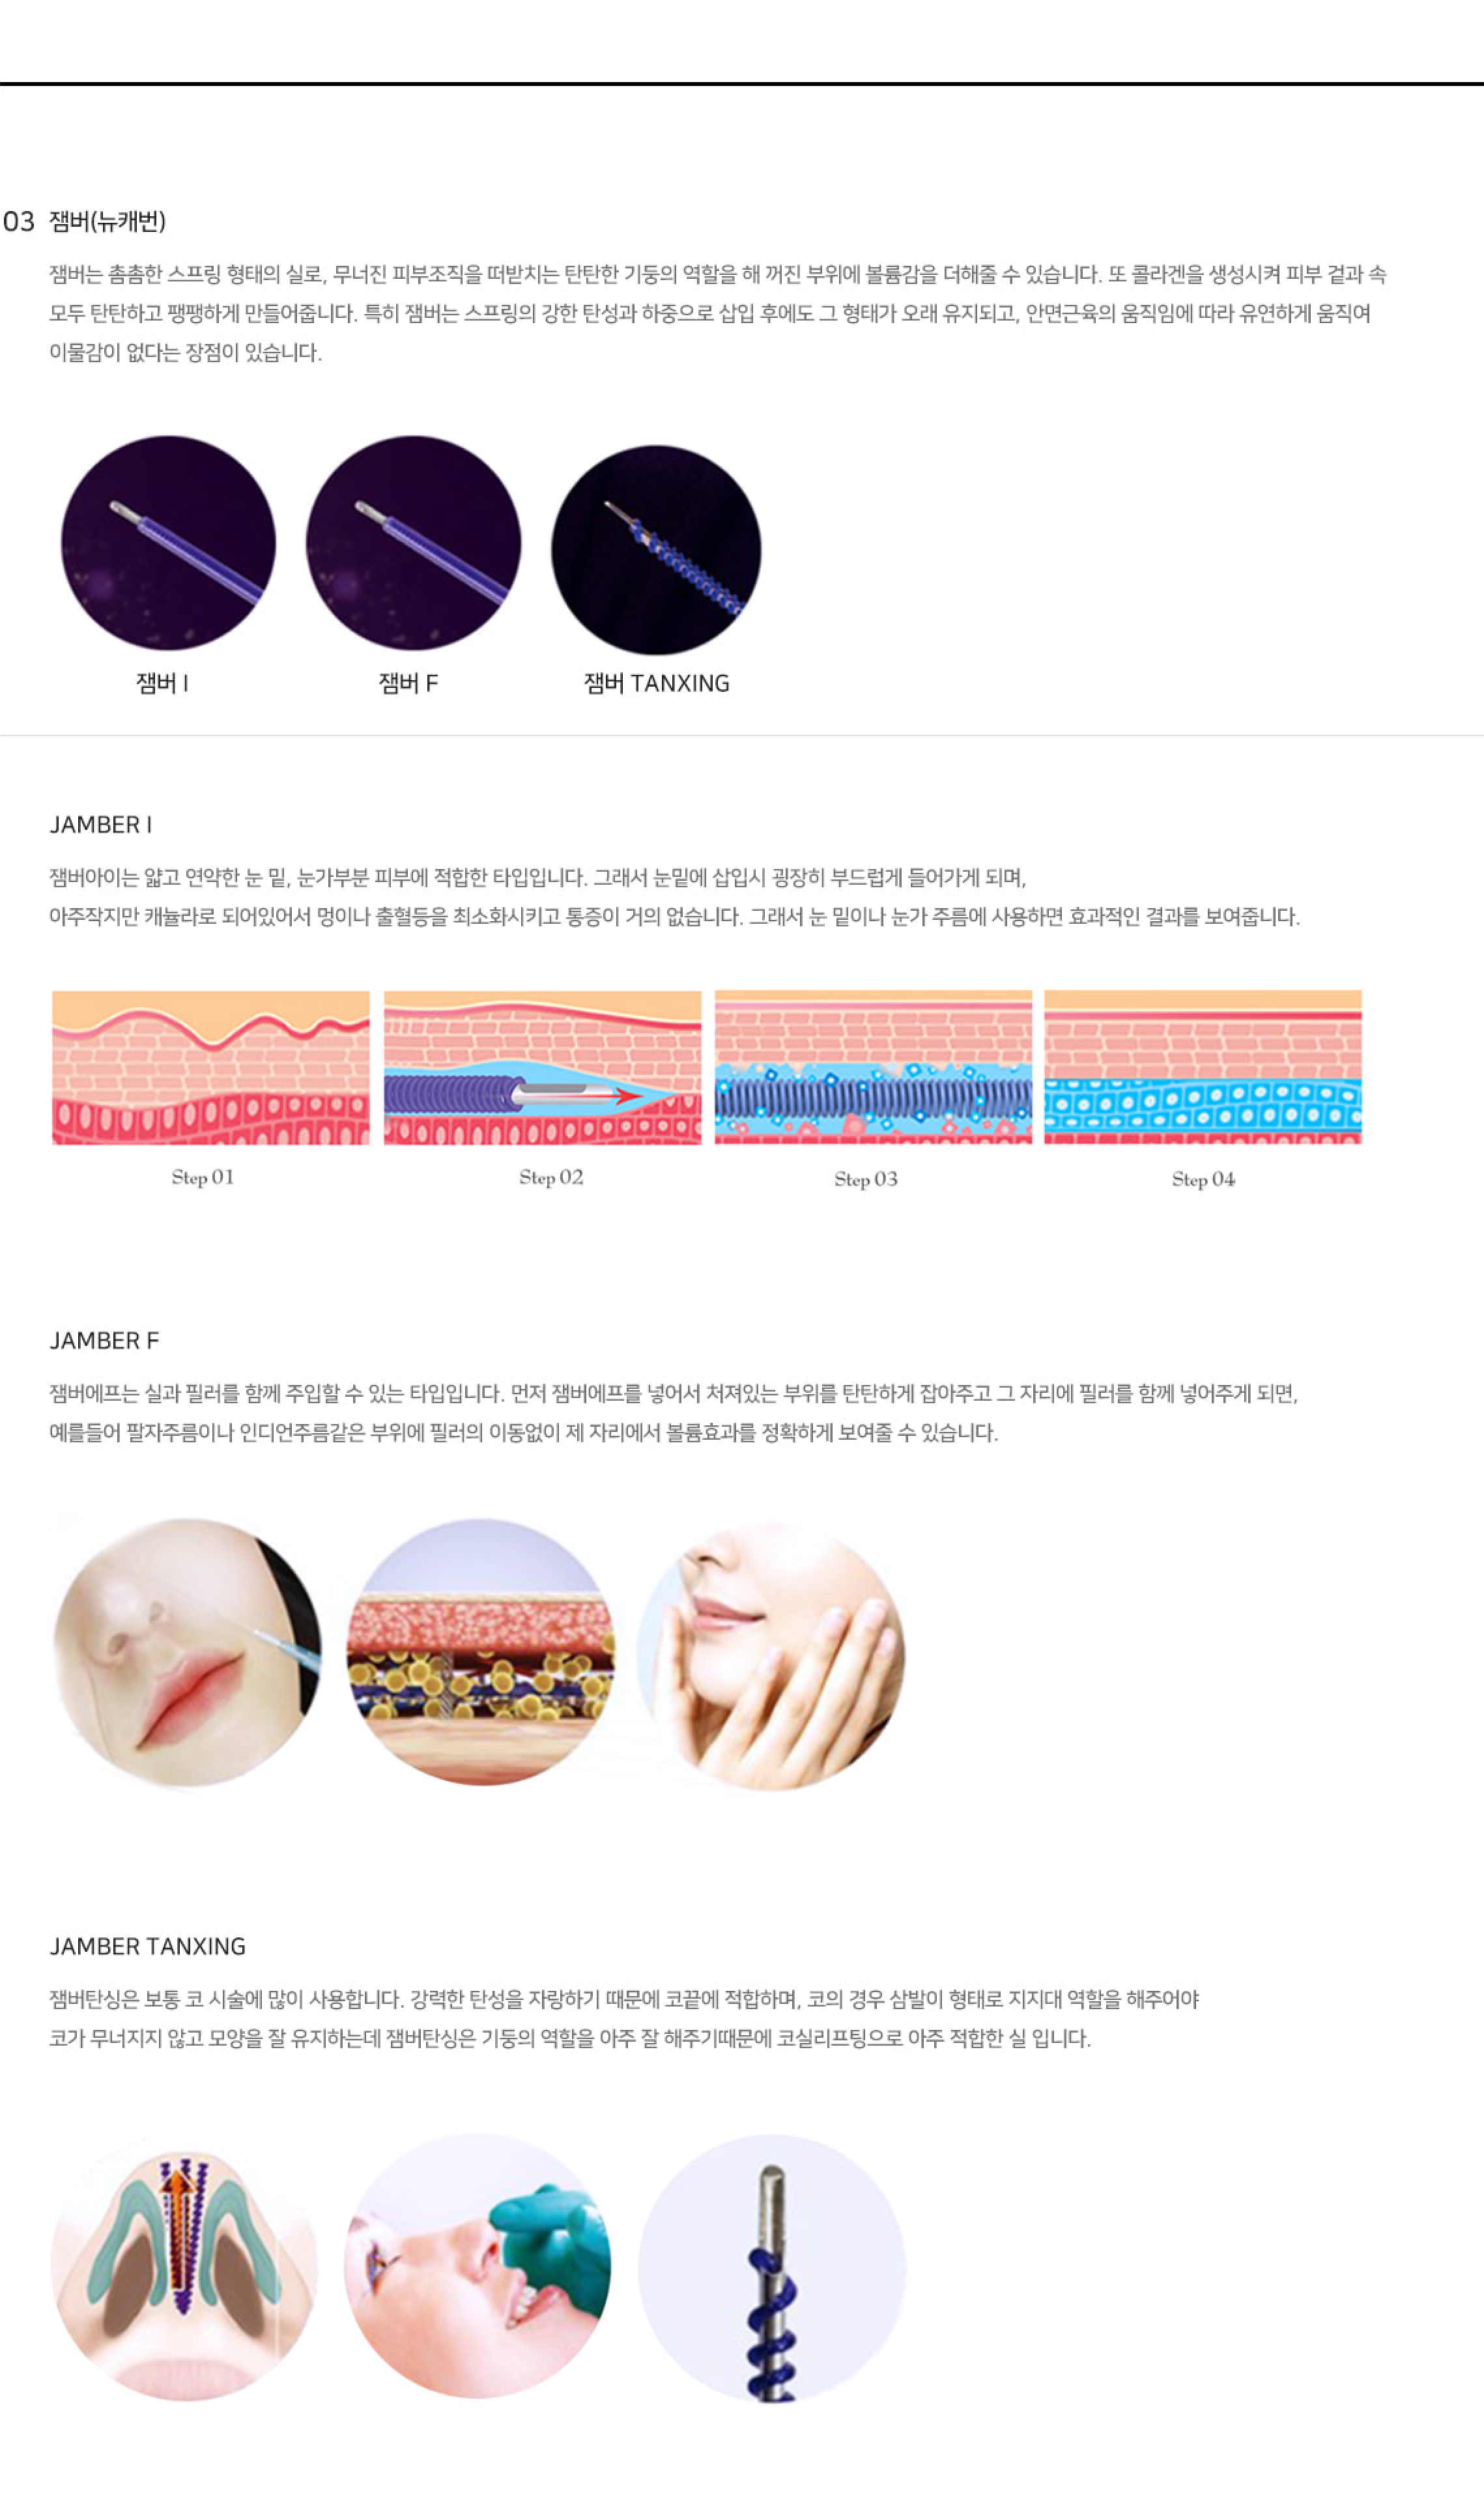 03 잼버(뉴캐번)
잼버는 촘촘한 스프링 형태의 실로, 무너진 피부조직을 떠받치는 탄탄한 기둥의 역할을 해 꺼진 부위에 볼륨감을 더해줄 수 있습니다. 또 콜라겐을 생성시켜 피부 겉과 속
모두 탄탄하고 팽팽하게 만들어줍니다. 특히 잼버는 스프링의 강한 탄성과 하중으로 삽입 후에도 그 형태가 오래 유지되고, 안면근육의 움직임에 따라 유연하게 움직여
이물감이 없다는 장점이 있습니다.
잼버 I
잼버 F
잼버 TANXING
JAMBER I
잼버아이는 얇고 연약한 눈 밑, 눈가부분 피부에 적합한 타입입니다. 그래서 눈밑에 삽입시 굉장히 부드럽게 들어가게 되며,
아주작지만 캐뉼라로 되어있어서 멍이나 출혈등을 최소화시키고 통증이 거의 없습니다. 그래서 눈 밑이나 눈가 주름에 사용하면 효과적인 결과를 보여줍니다.
Step 01
Step 02
Step 03
Step 04
JAMBER F
잼버에프는 실과 필러를 함께 주입할 수 있는 타입입니다. 먼저 잼버에프를 넣어서 처져있는 부위를 탄탄하게 잡아주고 그 자리에 필러를 함께 넣어주게 되면,
예를들어 팔자주름이나 인디언주름같은 부위에 필러의 이동없이 제 자리에서 볼륨효과를 정확하게 보여줄 수 있습니다.
JAMBER TANXING
잼버탄싱은 보통 코 시술에 많이 사용합니다. 강력한 탄성을 자랑하기 때문에 코끝에 적합하며, 코의 경우 삼발이 형태로 지지대 역할을 해주어야
코가 무너지지 않고 모양을 잘 유지하는데 잼버탄싱은 기둥의 역할을 아주 잘 해주기때문에 코실리프팅으로 아주 적합한 실 입니다.